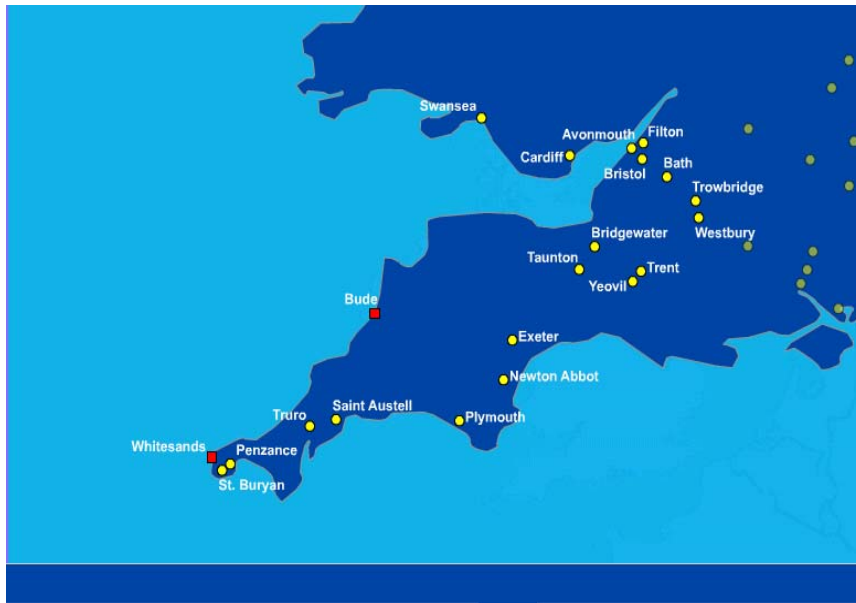 Swansea
Avonmouth
Filton
Cardiff
Bristol
Bath
Trowbridge
Westbury
Bridgewater
Taunton
Trent
Yeovil
Bude
Exeter
Newton Abbot
Saint Austell
Truro
Plymouth
Whitesands
Penzance
St. Buryan